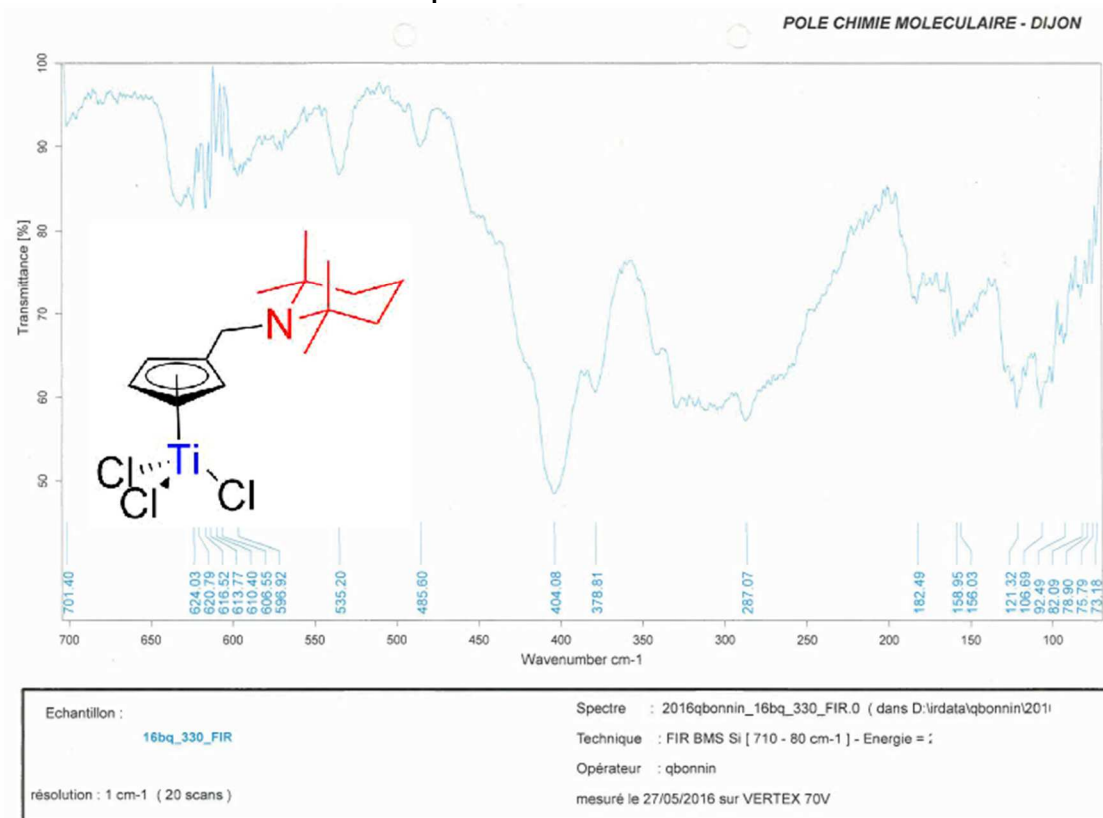 POLE CHIMIE MOLECULAIRE - DIJON
Transmittance [%]
100
90
80
70
60
50
N
Ti
Cl
Cl
Cl
701.40
624.03
620.79
616.52
613.77
610.40
606.55
596.92
535.20
485.60
404.08
378.81
287.07
182.49
158.95
156.03
121.32
106.69
92.49
82.09
78.90
75.79
73.18
700 650 600 550 500 450 400 350 300 250 200 150 100
Wavenumber cm-1
Echantillon :
16bq_330_FIR
résolution : 1 cm-1 ( 20 scans )
Spectre : 2016qbonnin_16bq_330_FIR.0 ( dans D:\irdata\qbonnin\201
Technique : FIR BMS Si [ 710 - 80 cm-1 ] - Energie =
Opérateur : qbonnin
mesuré le 27/05/2016 sur VERTEX 70V